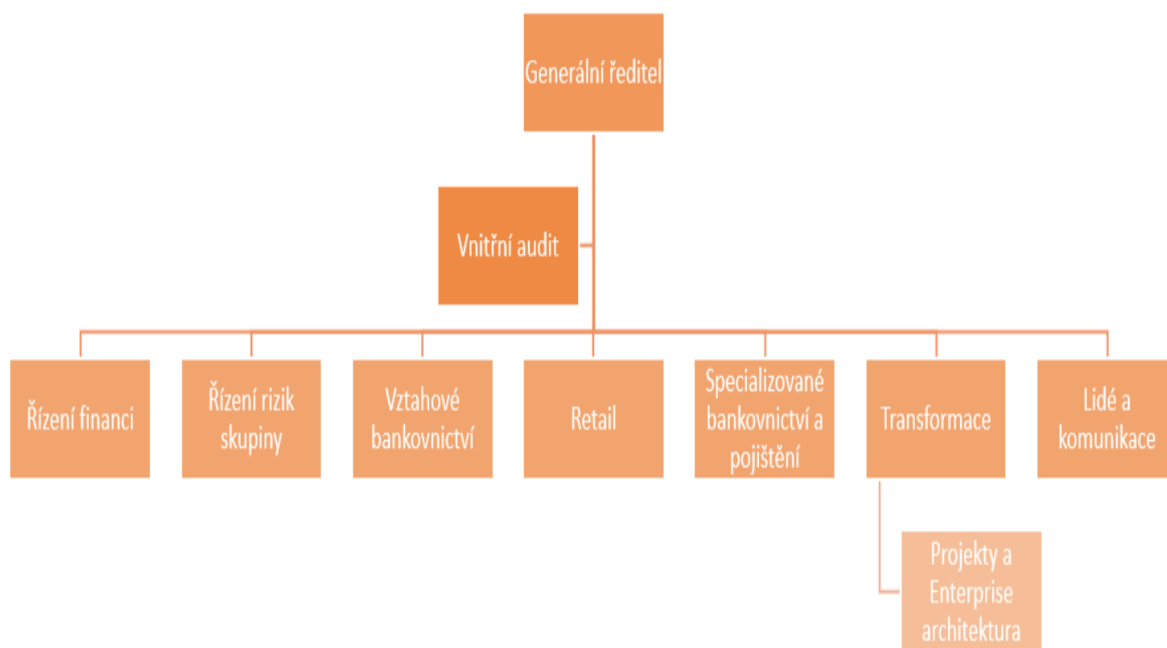 Generální ředitel
Vnitřní audit
Řízení financi
Řízení rizik
skupiny
Vztahové
bankovnictví
Retail
Specializované
bankovnictví a
pojištění
Transformace
Lidé a
komunikace
Projekty a
Enterprise
architektura